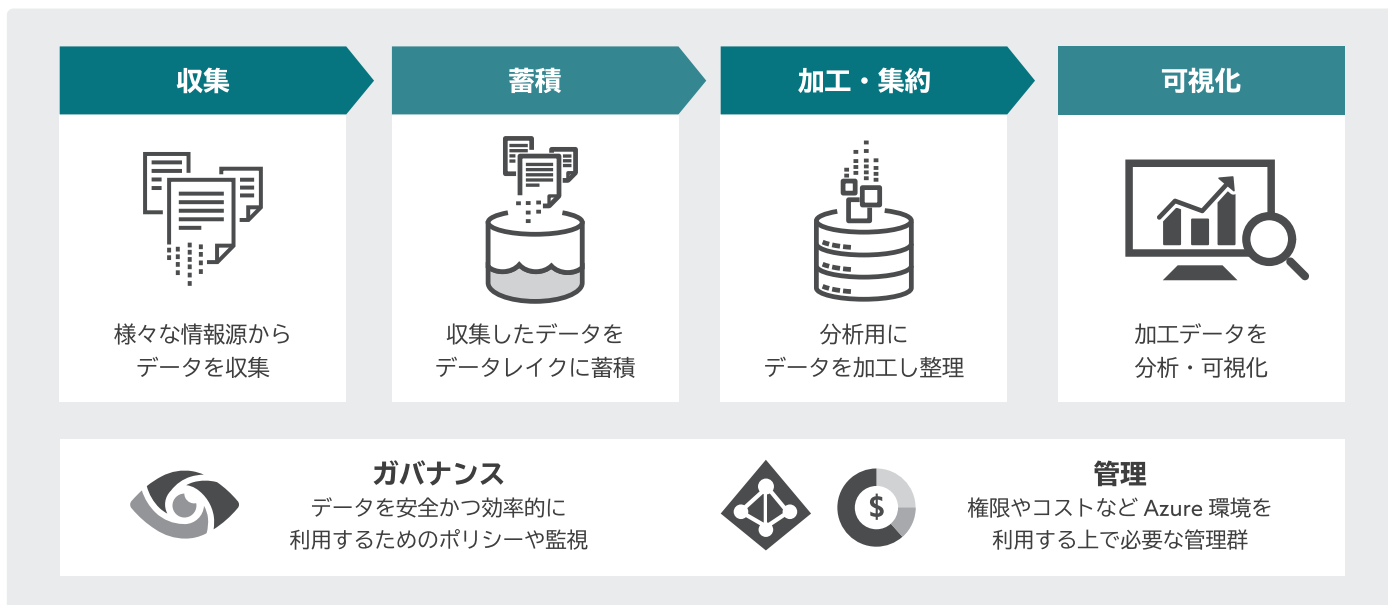 収集
様々な情報源から
データを収集
蓄積
収集したデータを
データレイクに蓄積
加工・集約
分析用に
データを加工し整理
可視化
加工データを
分析・可視化
ガバナンス
データを安全かつ効率的に
利用するためのポリシーや監視
$
管理
権限やコストなど Azure 環境を
利用する上で必要な管理群